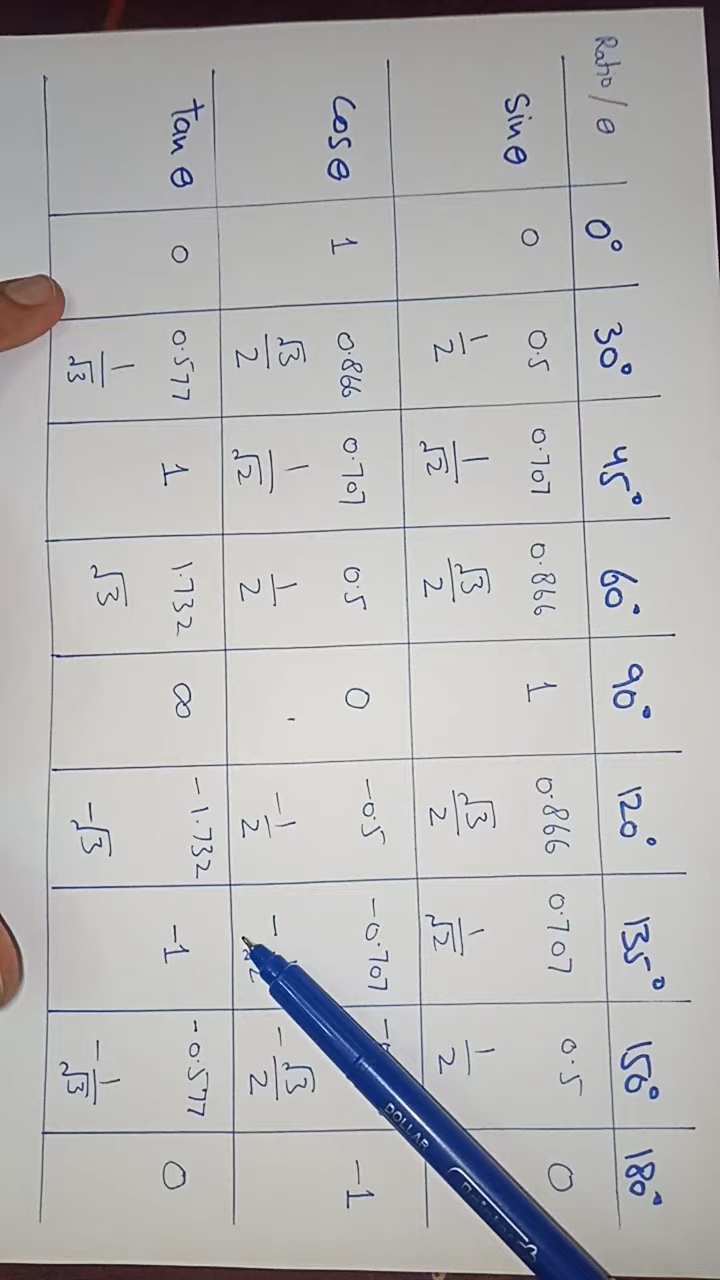 Ratio/θ 0° 30° 45° 60° 90° 120° 135° 150° 180°
Sinθ 0 0.5 0.707 0.866 1 0.866 0.707 0.5 0
1/2 1/√2 √3/2 √3/2 1/√2 1/2
Cosθ 1 0.866 0.707 0.5 0 -0.5 -0.707 -1
√3/2 1/√2 1/2 -1/2 -√3/2
tanθ 0 0.577 1 1.732 ∞ -1.732 -1 -0.577 0
1/√3 √3 -√3 -1/√3
DOLLAR